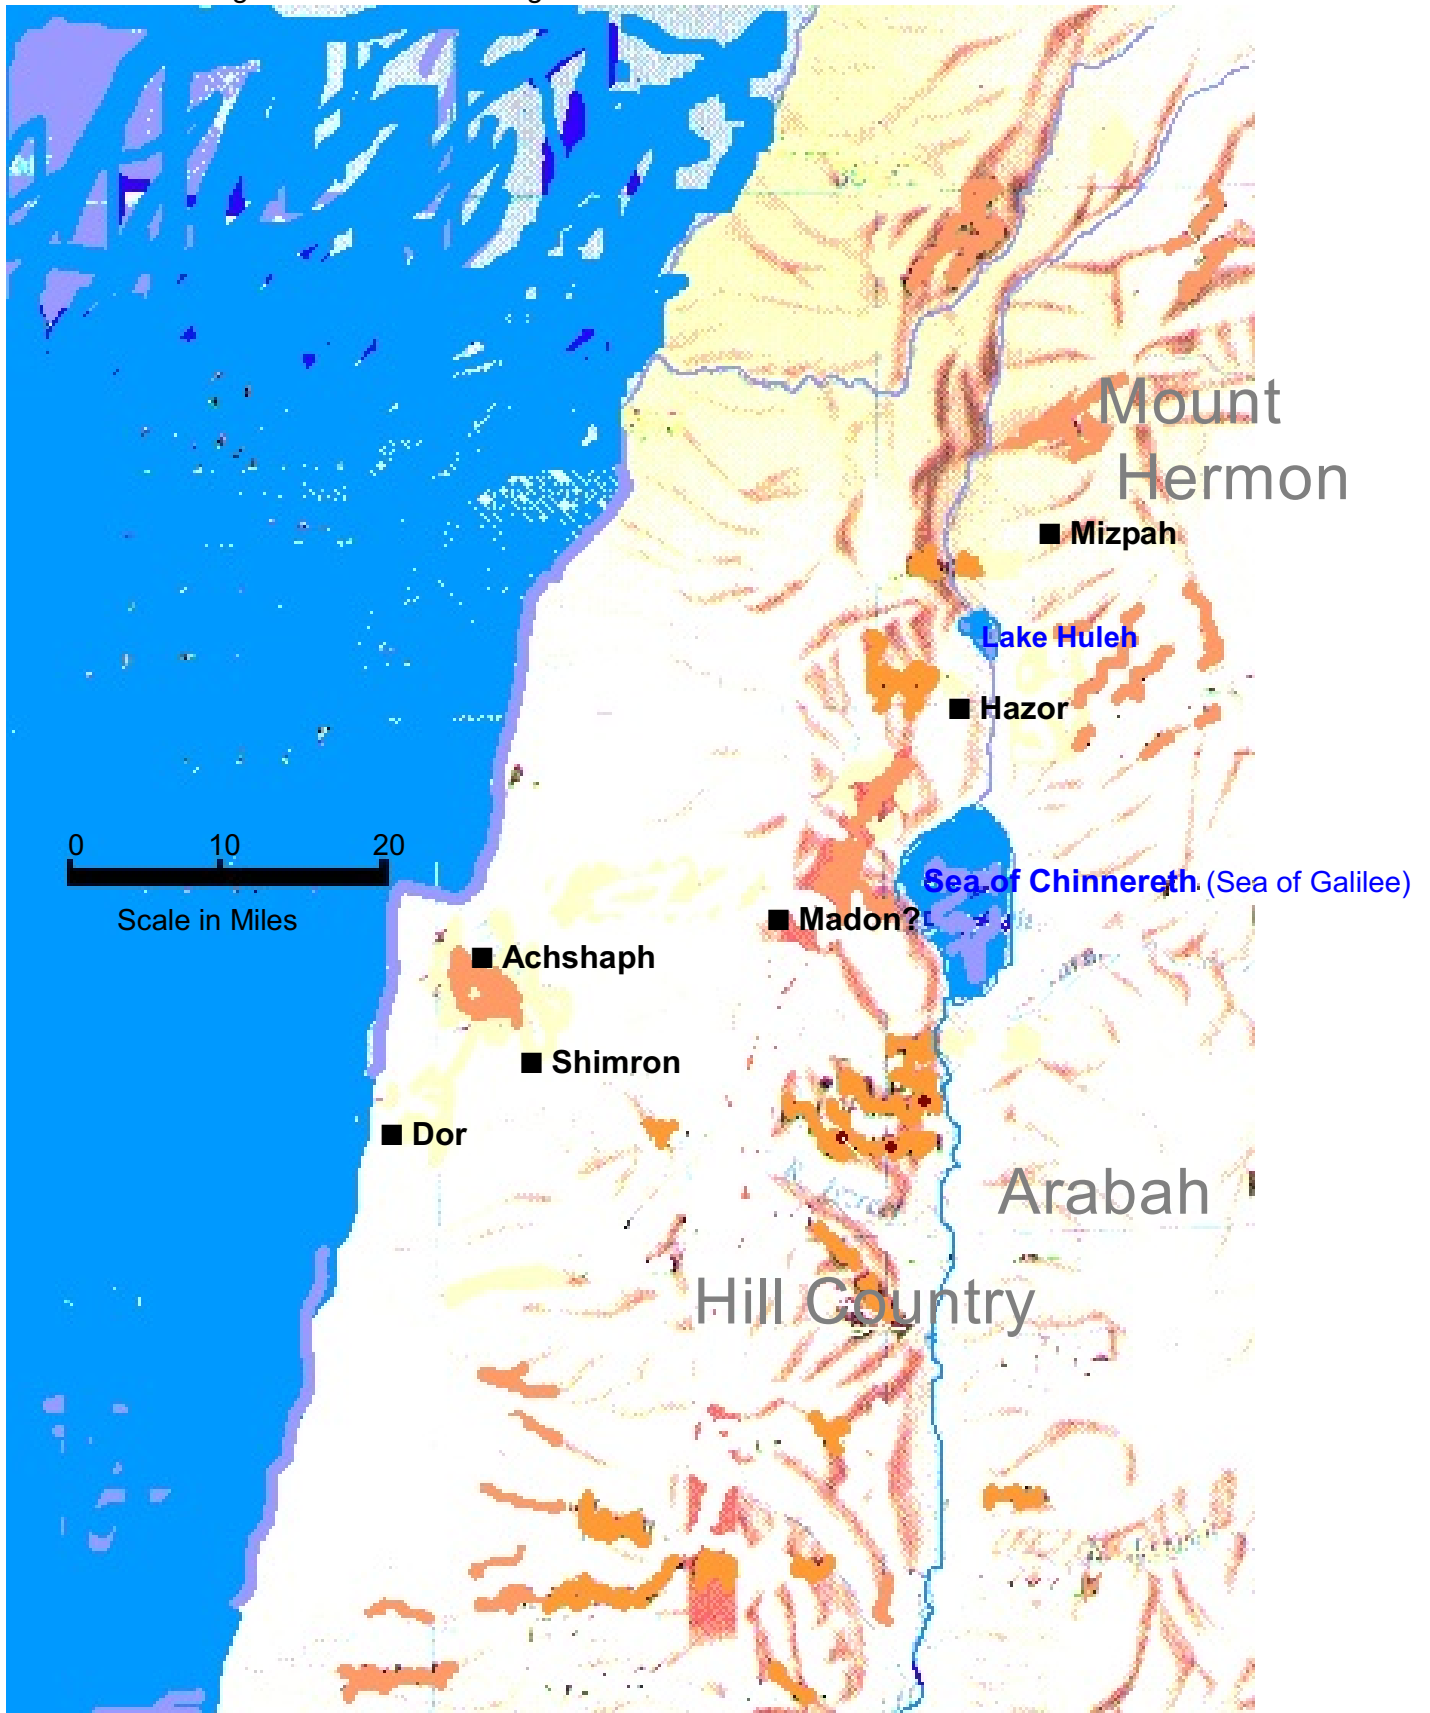 Mount
Hermon
Mizpah
Lake Huleh
Hazor
0 10 20
Scale in Miles
Sea of Chinnereth (Sea of Galilee)
Madon?
Achshaph
Shimron
Dor
Arabah
Hill Country